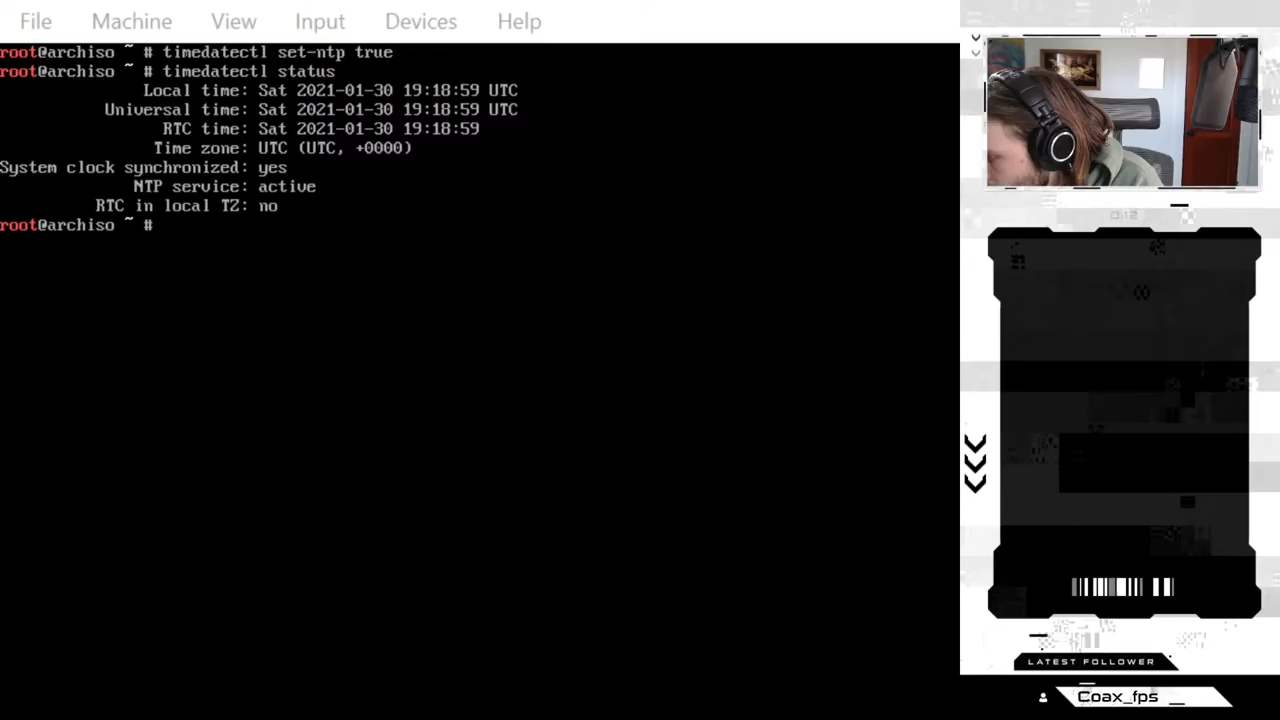 File Machine View Input Devices Help
root@archiso ~ # timedatectl set-ntp true
root@archiso ~ # timedatectl status
Local time: Sat 2021-01-30 19:18:59 UTC
Universal time: Sat 2021-01-30 19:18:59 UTC
RTC time: Sat 2021-01-30 19:18:59
Time zone: UTC (UTC, +0000)
System clock synchronized: yes
NTP service: active
RTC in local TZ: no
root@archiso ~ #
LATEST FOLLOWER
Coax_fps